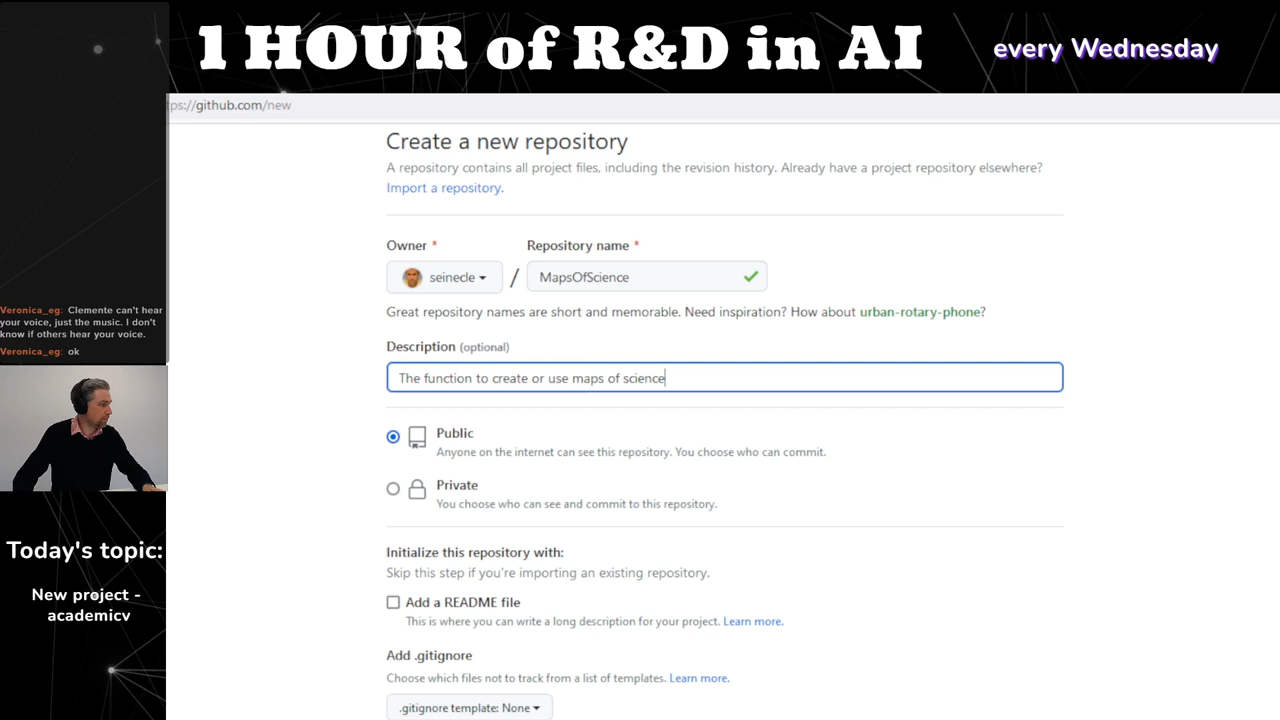 1 HOUR of R&D in AI
every Wednesday
tps://github.com/new
Create a new repository
A repository contains all project files, including the revision history. Already have a project repository elsewhere?
Import a repository.
Owner *
Repository name *
seinecle
/
MapsOfScience
Great repository names are short and memorable. Need inspiration? How about urban-rotary-phone?
Description (optional)
The function to create or use maps of science
Public
Anyone on the internet can see this repository. You choose who can commit.
Private
You choose who can see and commit to this repository.
Initialize this repository with:
Skip this step if you're importing an existing repository.
Add a README file
This is where you can write a long description for your project. Learn more.
Add .gitignore
Choose which files not to track from a list of templates. Learn more.
.gitignore template: None
Veronica_eg: Clemente can't hear
your voice, just the music. I don't
know if others hear your voice.
Veronica_eg: ok
Today's topic:
New project -
academicv